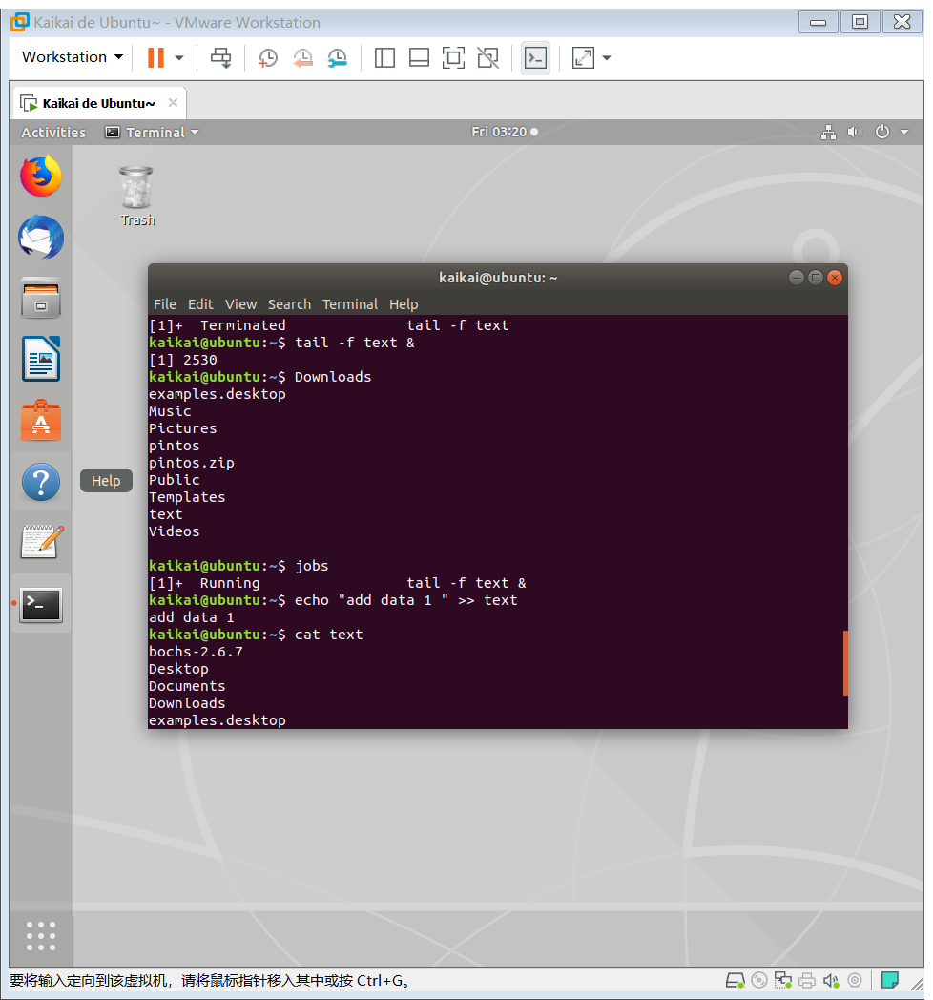 Kaikai de Ubuntu~ - VMware Workstation
Workstation
Kaikai de Ubuntu~
Activities Terminal Fri 03:20
Trash
kaikai@ubuntu: ~
File Edit View Search Terminal Help
[1]+  Terminated              tail -f text
kaikai@ubuntu:~$ tail -f text &
[1] 2530
kaikai@ubuntu:~$ Downloads
examples.desktop
Music
Pictures
pintos
pintos.zip
Help
Public
Templates
text
Videos
kaikai@ubuntu:~$ jobs
[1]+  Running                 tail -f text &
kaikai@ubuntu:~$ echo "add data 1 " >> text
add data 1
kaikai@ubuntu:~$ cat text
bochs-2.6.7
Desktop
Documents
Downloads
examples.desktop
要将输入定向到该虚拟机，请将鼠标指针移入其中或按 Ctrl+G。